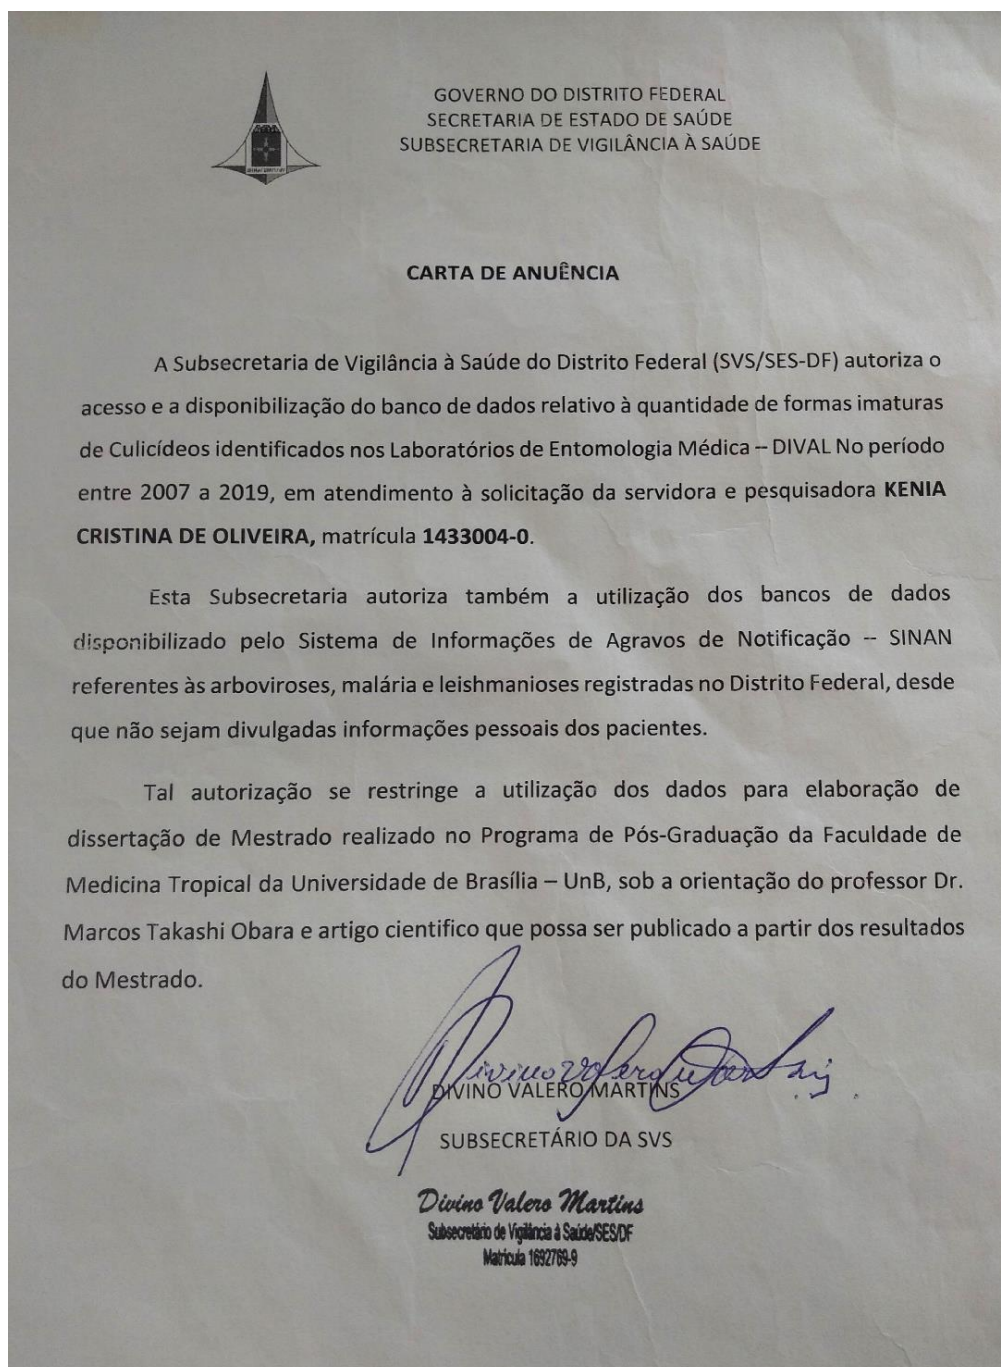 GOVERNO DO DISTRITO FEDERAL
SECRETARIA DE ESTADO DE SAÚDE
SUBSECRETARIA DE VIGILÂNCIA À SAÚDE
CARTA DE ANUÊNCIA
A Subsecretaria de Vigilância à Saúde do Distrito Federal (SVS/SES-DF) autoriza o
acesso e a disponibilização do banco de dados relativo à quantidade de formas imaturas
de Culicídeos identificados nos Laboratórios de Entomologia Médica – DIVAL No período
entre 2007 a 2019, em atendimento à solicitação da servidora e pesquisadora KENIA
CRISTINA DE OLIVEIRA, matrícula 1433004-0.
Esta Subsecretaria autoriza também a utilização dos bancos de dados
disponibilizado pelo Sistema de Informações de Agravos de Notificação – SINAN
referentes às arboviroses, malária e leishmanioses registradas no Distrito Federal, desde
que não sejam divulgadas informações pessoais dos pacientes.
Tal autorização se restringe a utilização dos dados para elaboração de
dissertação de Mestrado realizado no Programa de Pós-Graduação da Faculdade de
Medicina Tropical da Universidade de Brasília – UnB, sob a orientação do professor Dr.
Marcos Takashi Obara e artigo cientifico que possa ser publicado a partir dos resultados
do Mestrado.
Divino Valero Martins
DIVINO VALERO MARTINS
SUBSECRETÁRIO DA SVS
Divino Valero Martins
Subsecretário de Vigilância à Saúde/SES/DF
Matrícula 1692769-9